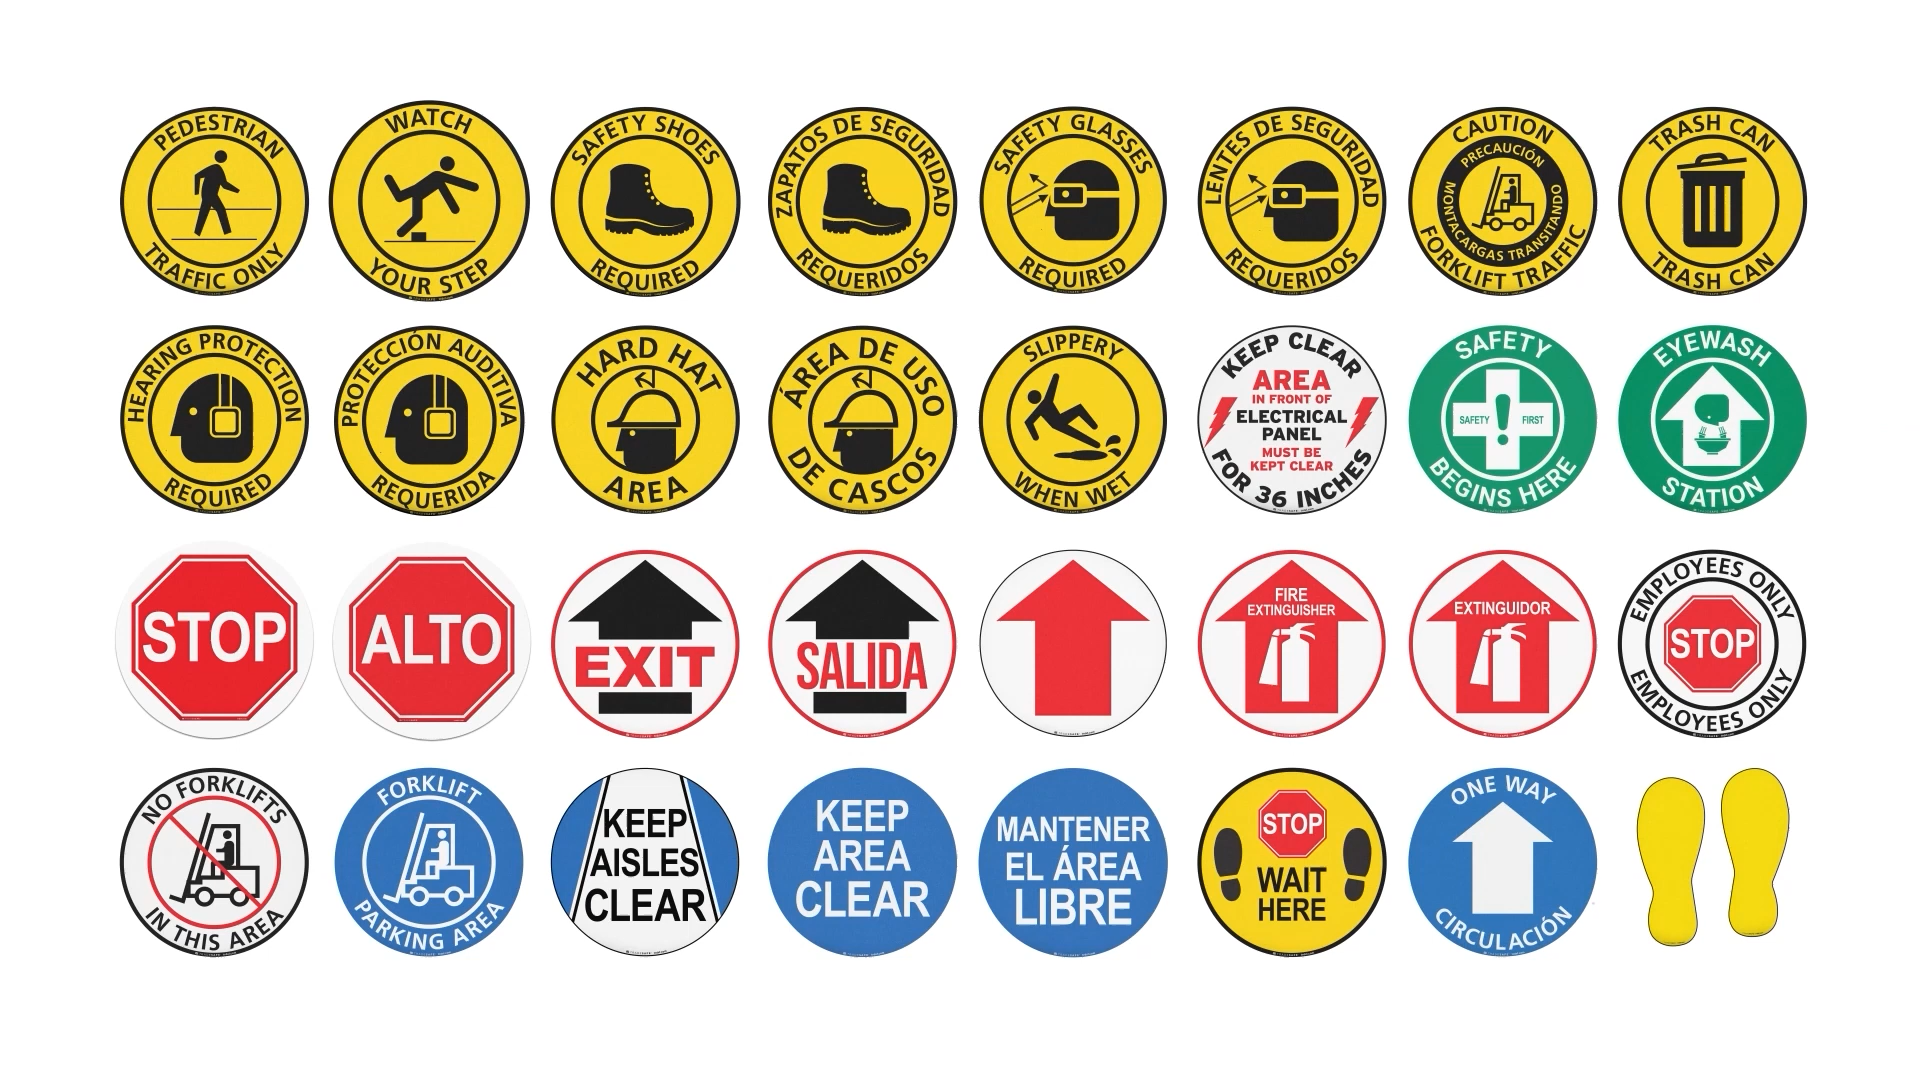 PEDESTRIAN
TRAFFIC ONLY
WATCH
YOUR STEP
SAFETY SHOES
REQUIRED
ZAPATOS DE SEGURIDAD
REQUERIDOS
SAFETY GLASSES
REQUIRED
LENTES DE SEGURIDAD
REQUERIDOS
CAUTION
PRECAUCIÓN
MONTACARGAS TRANSITANDO
FORKLIFT TRAFFIC
TRASH CAN
TRASH CAN
HEARING PROTECTION
REQUIRED
PROTECCIÓN AUDITIVA
REQUERIDA
HARD HAT
AREA
ÁREA DE USO
DE CASCOS
SLIPPERY
WHEN WET
KEEP CLEAR
AREA
IN FRONT OF
ELECTRICAL
PANEL
MUST BE
KEPT CLEAR
FOR 36 INCHES
SAFETY
SAFETY FIRST
BEGINS HERE
EYEWASH
STATION
STOP
ALTO
EXIT
SALIDA
FIRE
EXTINGUISHER
EXTINGUIDOR
EMPLOYEES ONLY
STOP
EMPLOYEES ONLY
NO FORKLIFTS
IN THIS AREA
FORKLIFT
PARKING AREA
KEEP
AISLES
CLEAR
KEEP
AREA
CLEAR
MANTENER
EL ÁREA
LIBRE
STOP
WAIT
HERE
ONE WAY
CIRCULACIÓN